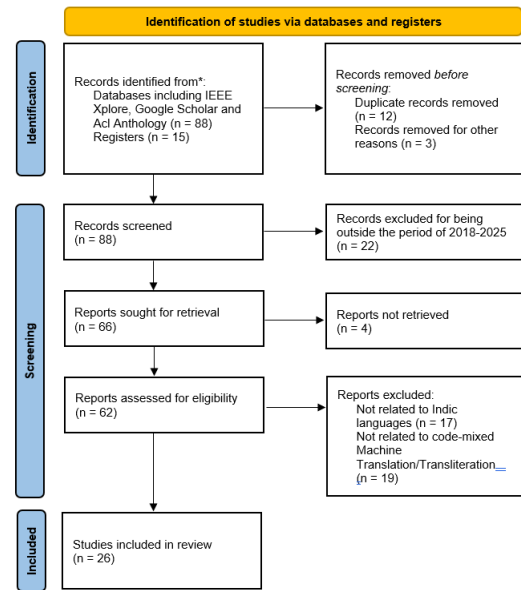 Identification of studies via databases and registers
Identification
Records identified from*:
Databases including IEEE
Xplore, Google Scholar and
Acl Anthology (n = 88)
Registers (n = 15)
Records removed before
screening:
Duplicate records removed
(n = 12)
Records removed for other
reasons (n = 3)
Screening
Records screened
(n = 88)
Records excluded for being
outside the period of 2018-2025
(n = 22)
Reports sought for retrieval
(n = 66)
Reports not retrieved
(n = 4)
Reports assessed for eligibility
(n = 62)
Reports excluded:
Not related to Indic
languages (n = 17)
Not related to code-mixed
Machine
Translation/Transliteration
(n = 19)
Included
Studies included in review
(n = 26)